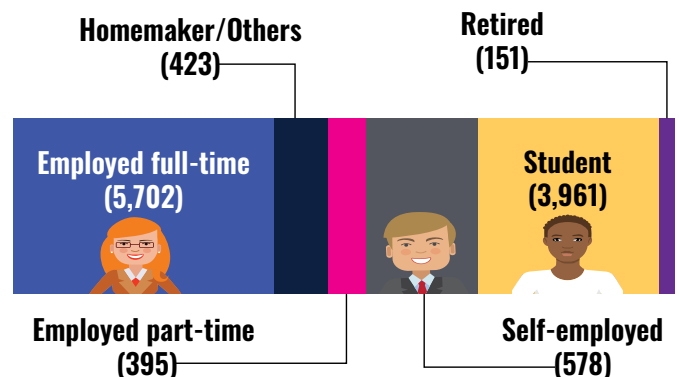 Homemaker/Others
(423)
Retired
(151)
Employed full-time
(5,702)
Student
(3,961)
Employed part-time
(395)
Self-employed
(578)